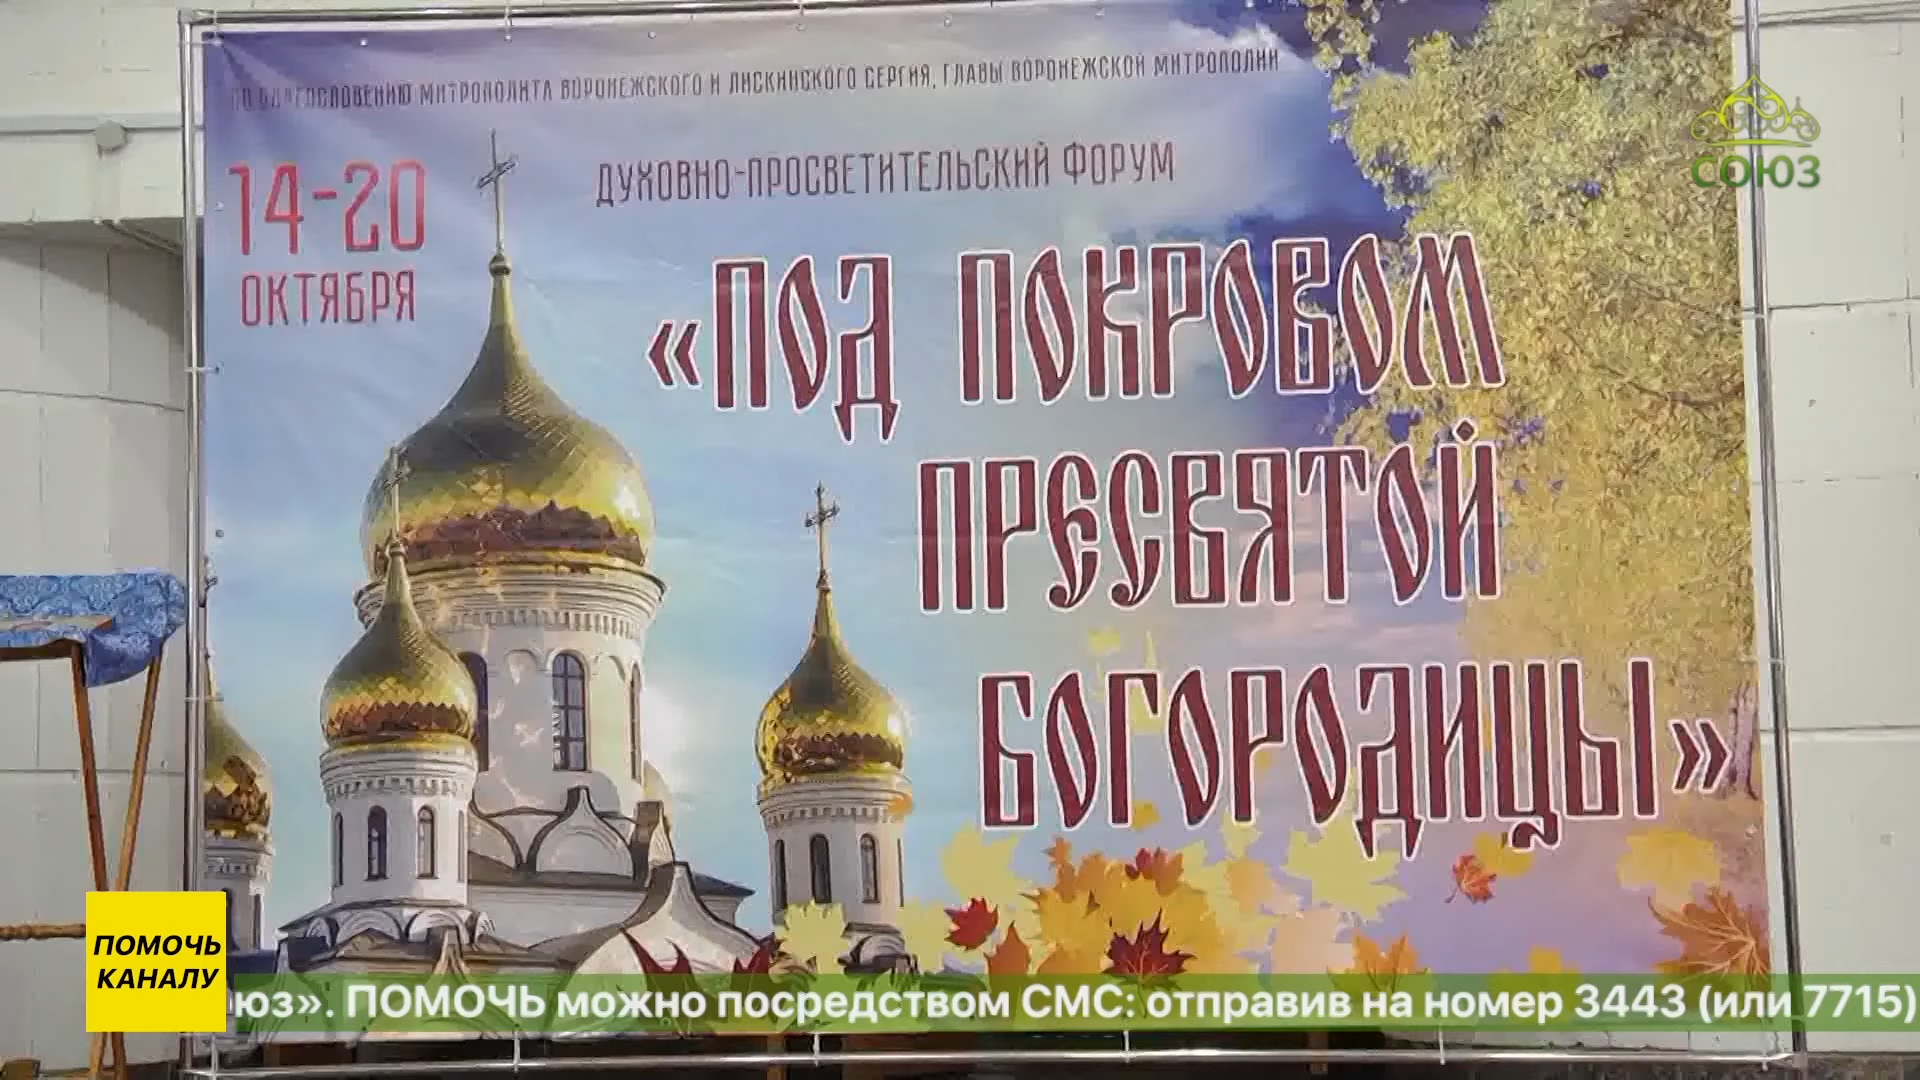 ПО БЛАГОСЛОВЕНИЮ МИТРОПОЛИТА ВОРОНЕЖСКОГО И ЛИСКИНСКОГО СЕРГИЯ, ГЛАВЫ ВОРОНЕЖСКОЙ МИТРОПОЛИИ
СОЮЗ
14-20
ОКТЯБРЯ
ДУХОВНО-ПРОСВЕТИТЕЛЬСКИЙ ФОРУМ
«ПОД ПОКРОВОМ
ПРЕСВЯТОЙ
БОГОРОДИЦЫ»
ПОМОЧЬ
КАНАЛУ
юз». ПОМОЧЬ можно посредством СМС: отправив на номер 3443 (или 7715)